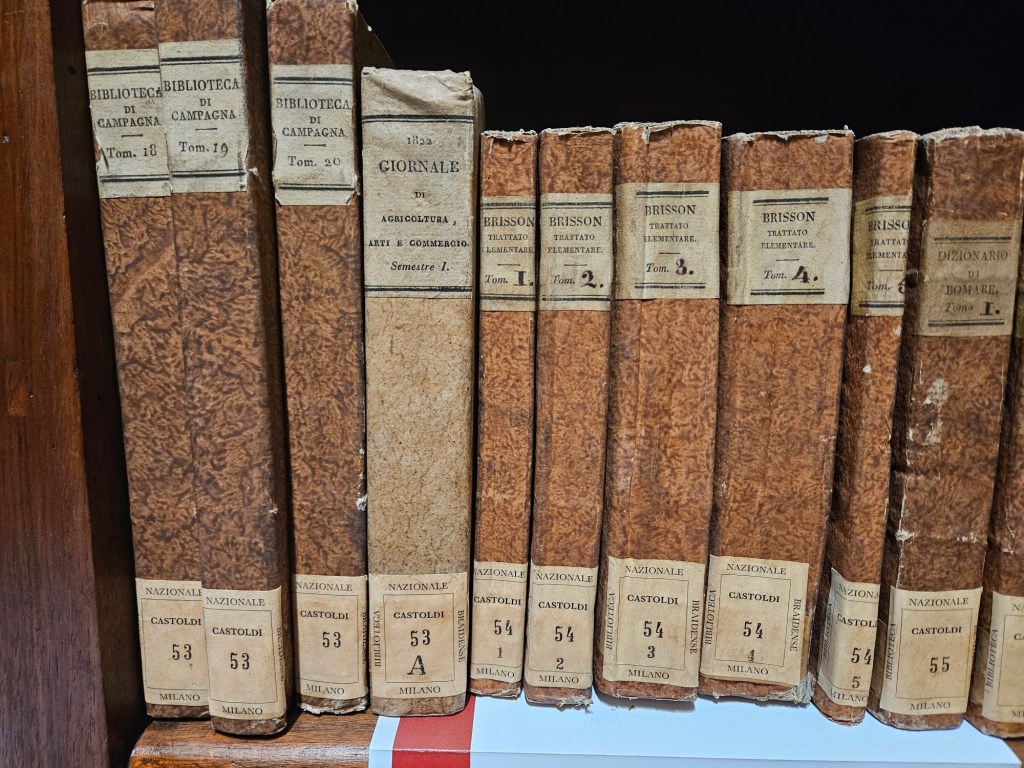 BIBLIOTECA
DI
CAMPAGNA
Tom. 18
CASTOLDI
53
MILANO
BIBLIOTECA
DI
CAMPAGNA
Tom. 19
NAZIONALE
CASTOLDI
53
MILANO
BIBLIOTECA
DI
CAMPAGNA
Tom. 20
NAZIONALE
CASTOLDI
53
MILANO
1822
GIORNALE
DI
AGRICOLTURA,
ARTI E COMMERCIO.
Semestre I.
NAZIONALE
BIBLIOTECA
CASTOLDI
53
A
BRAIDENSE
MILANO
BRISSON
TRATTATO
ELEMENTARE.
Tom. 1.
NAZIONALE
CASTOLDI
54
1
MILANO
BRISSON
TRATTATO
ELEMENTARE.
Tom. 2.
NAZIONALE
CASTOLDI
54
2
MILANO
BRISSON
TRATTATO
ELEMENTARE.
Tom. 3.
NAZIONALE
BIBLIOTECA
CASTOLDI
54
3
BRAIDENSE
MILANO
BRISSON
TRATTATO
ELEMENTARE.
Tom. 4.
NAZIONALE
BIBLIOTECA
CASTOLDI
54
4
BRAIDENSE
MILANO
TRATTATO
Tom.
NAZIONALE
CASTOLDI
54
5
MILANO
DIZIONARIO
DI
BOMARE.
Tomo I.
NAZIONALE
BIBLIOTECA
CASTOLDI
55
MILANO
BIBLIOTECA